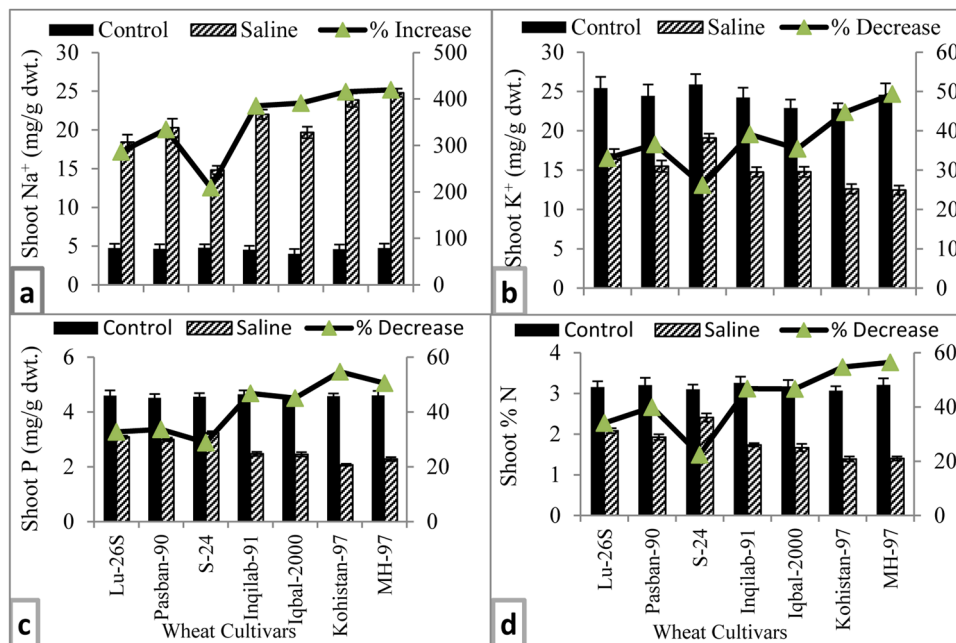 Control Saline % Increase
30 500
25 400
20 300
15
10 200
5 100
0 0
Shoot Na⁺ (mg/g dwt.)
a
Control Saline % Decrease
30 60
25 50
20 40
15 30
10 20
5 10
0 0
Shoot K⁺ (mg/g dwt.)
b
Control Saline % Decrease
6 60
4 40
2 20
0 0
Shoot P (mg/g dwt.)
Lu-26S
Pasban-90
S-24
Inqilab-91
Iqbal-2000
Kohistan-97
MH-97
Wheat Cultivars
c
Control Saline % Decrease
4 60
3 40
2
1 20
0 0
Shoot % N
Lu-26S
Pasban-90
S-24
Inqilab-91
Iqbal-2000
Kohistan-97
MH-97
Wheat Cultivars
d